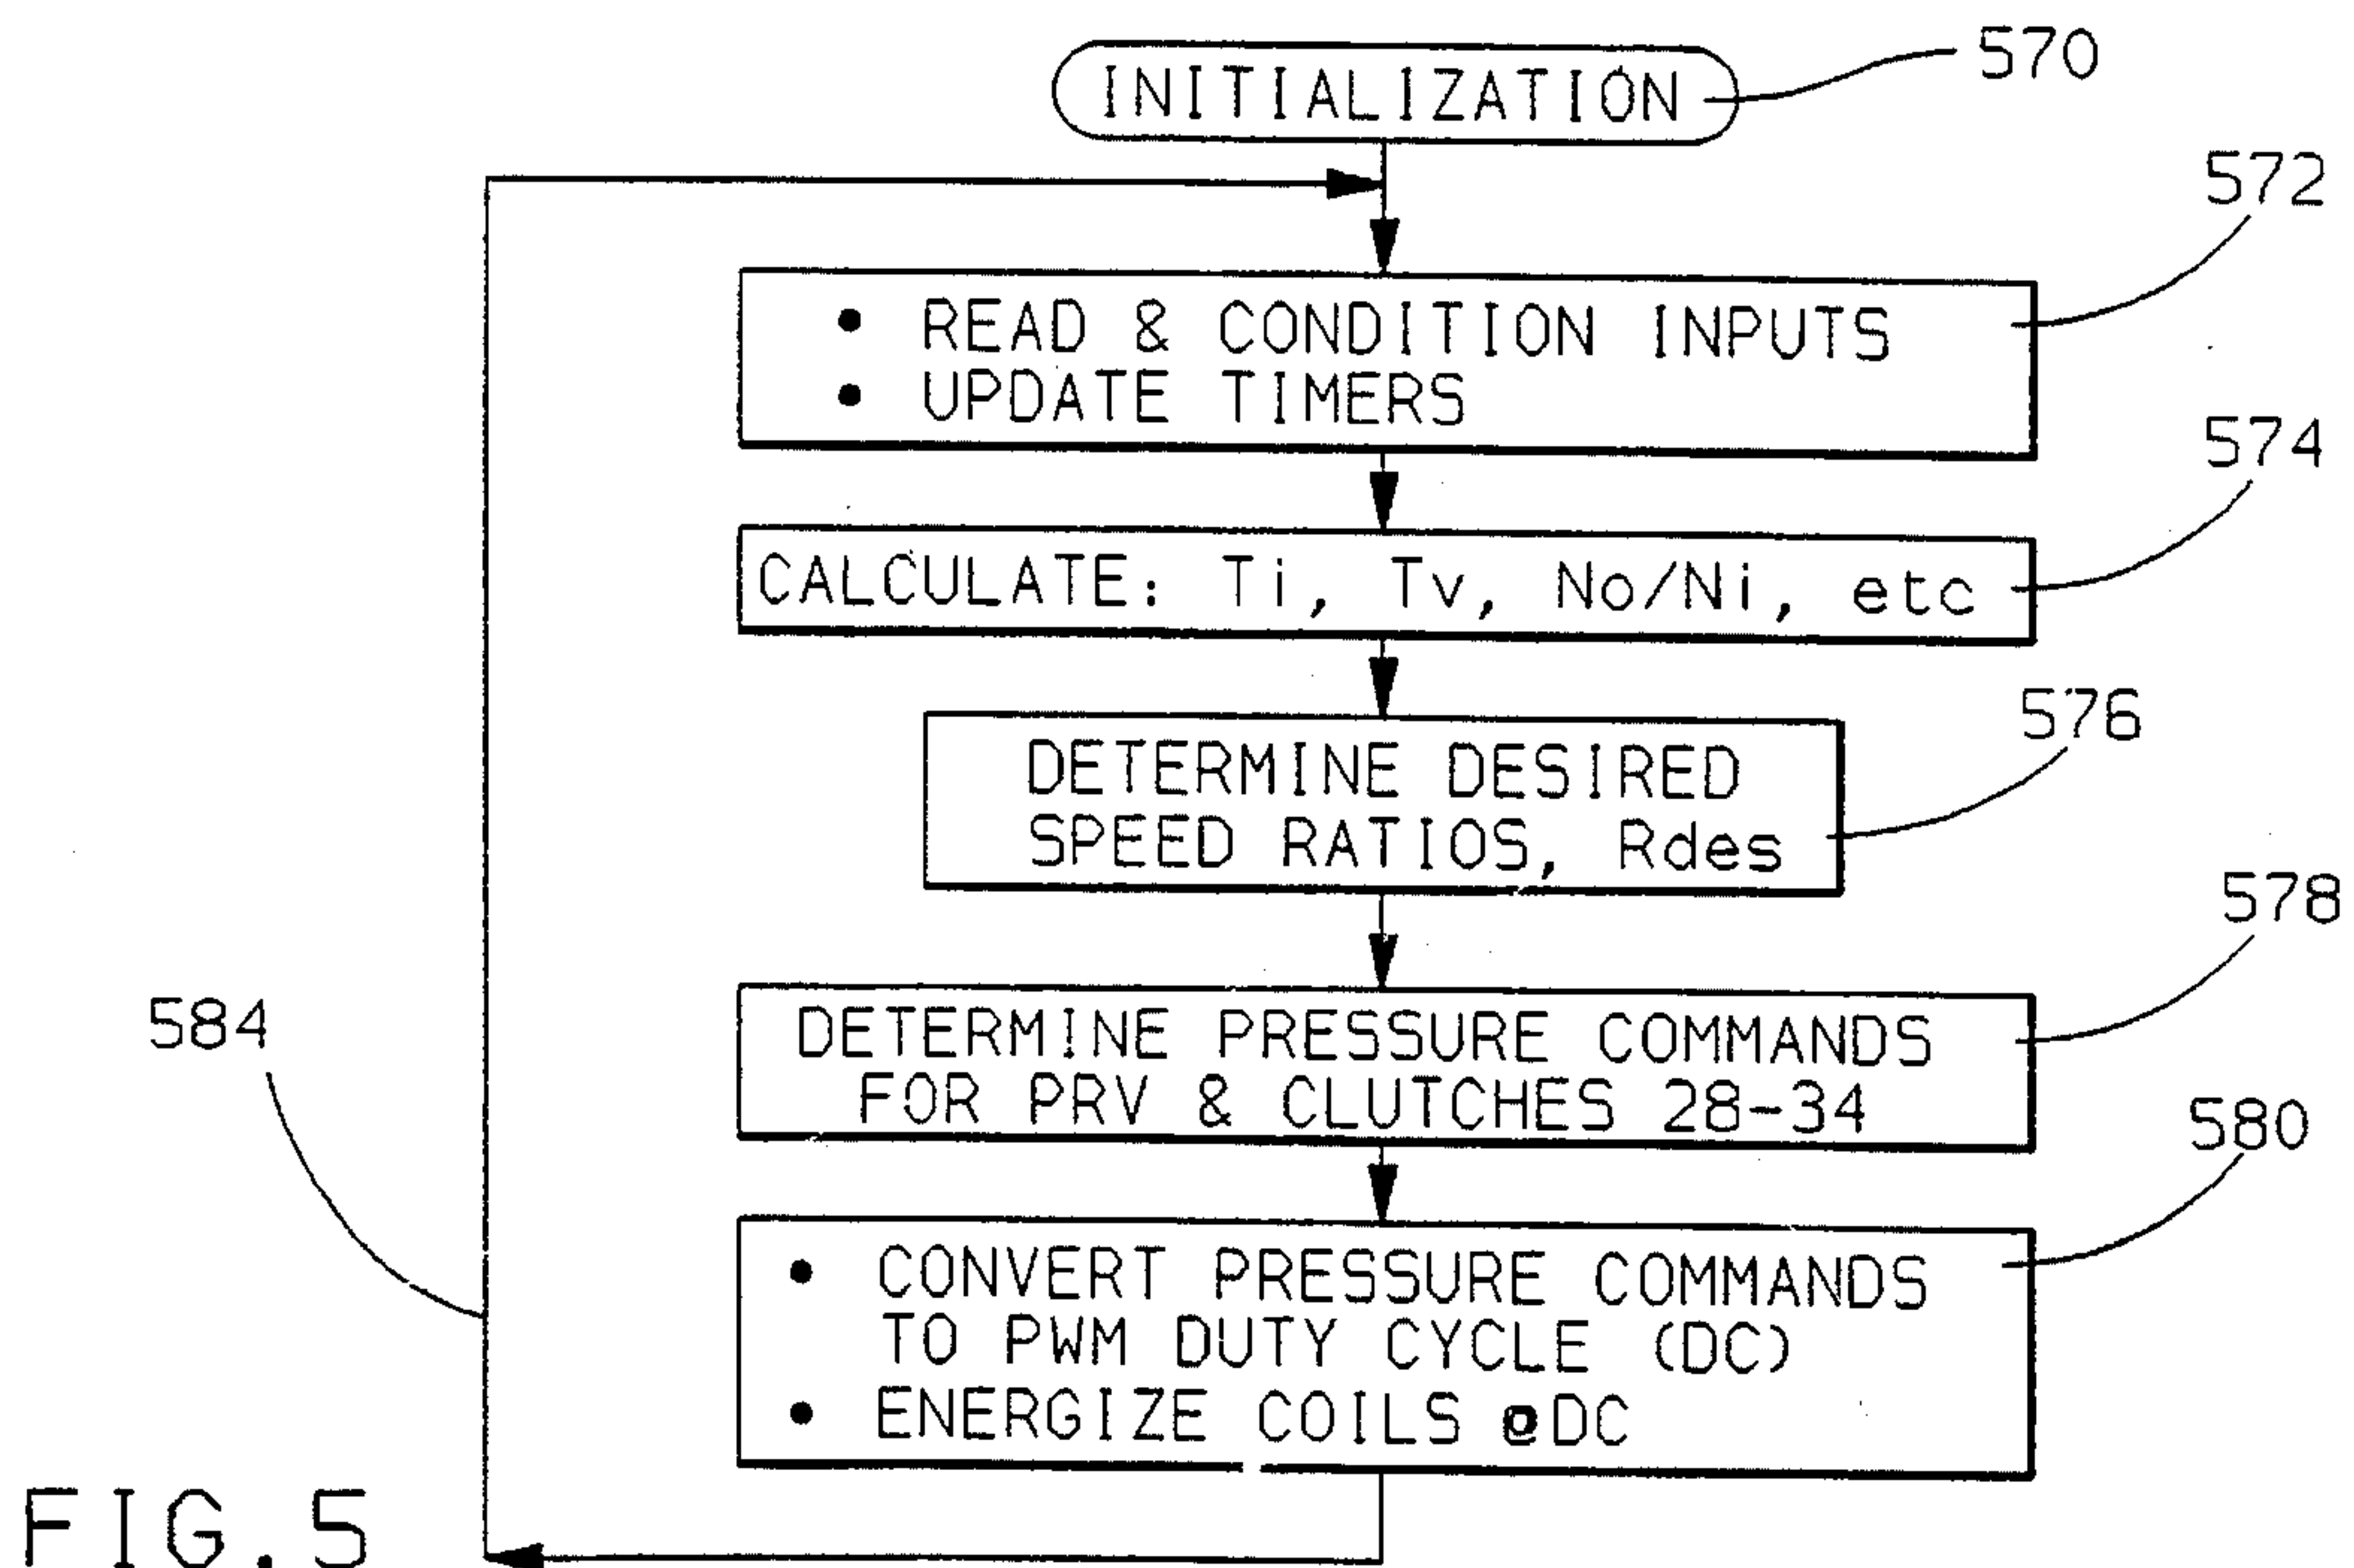 INITIALIZATION
570
572
• READ & CONDITION INPUTS
• UPDATE TIMERS
574
CALCULATE: Ti, Tv, No/Ni, etc
576
DETERMINE DESIRED
SPEED RATIOS, Rdes
578
DETERMINE PRESSURE COMMANDS
FOR PRV & CLUTCHES 28-34
584
580
• CONVERT PRESSURE COMMANDS
TO PWM DUTY CYCLE (DC)
• ENERGIZE COILS @DC
FIG.5